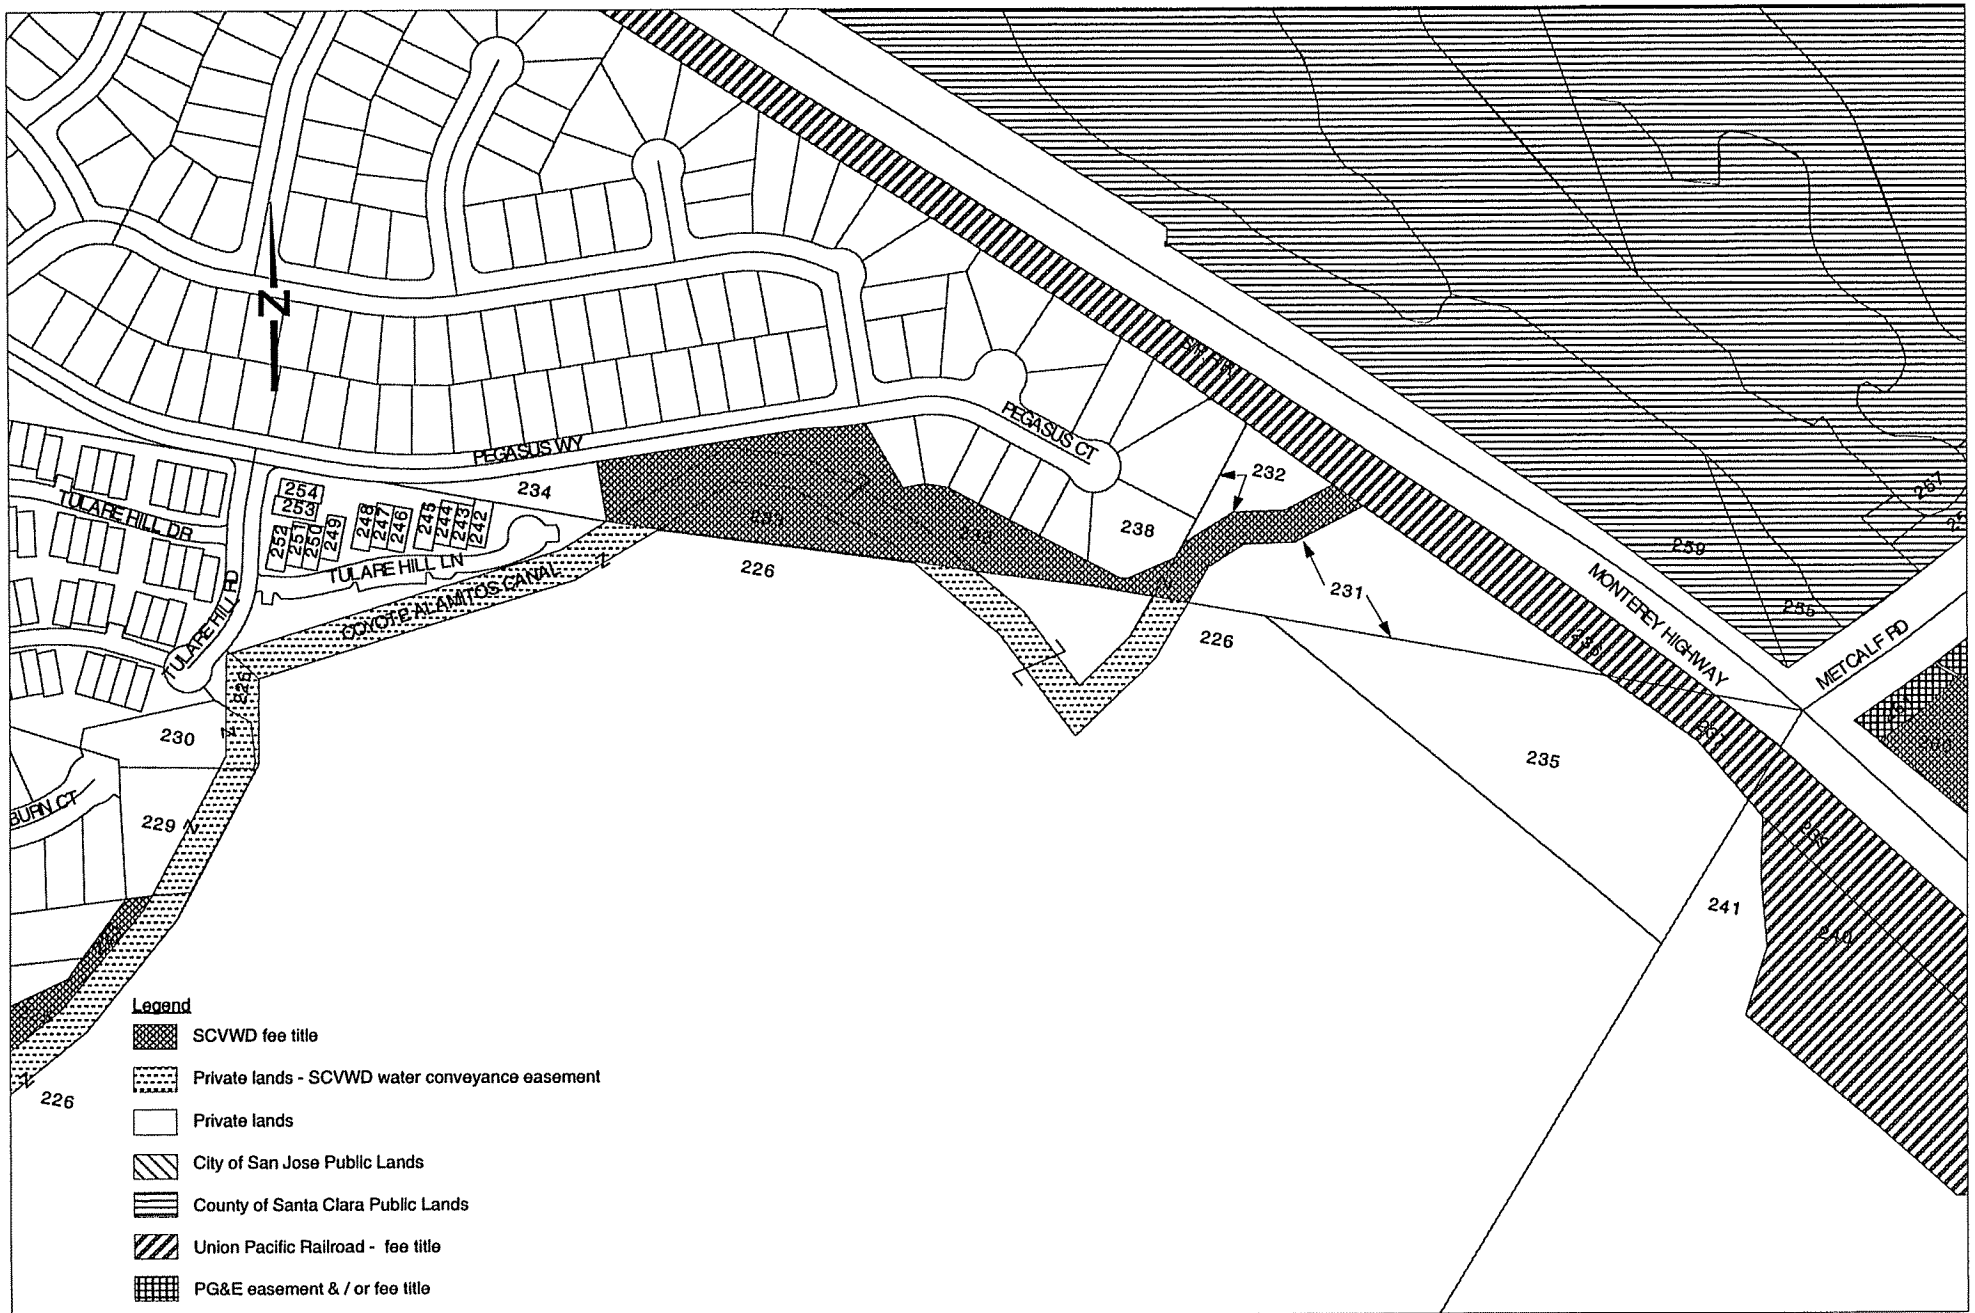 N
S.P.R.R.
PEGASUS WY
PEGASUS CT
232
234
254
253
252
251
250
249
248
247
246
245
244
243
242
238
TULARE HILL DR
TULARE HILL LN
TULARE HILL RD
COYOTE ALAMITOS CANAL
226
231
226
257
259
255
MONTEREY HIGHWAY
METCALF RD
230
229
BURN CT
235
241
240
226
Legend
SCVWD fee title
Private lands - SCVWD water conveyance easement
Private lands
City of San Jose Public Lands
County of Santa Clara Public Lands
Union Pacific Railroad - fee title
PG&E easement & / or fee title